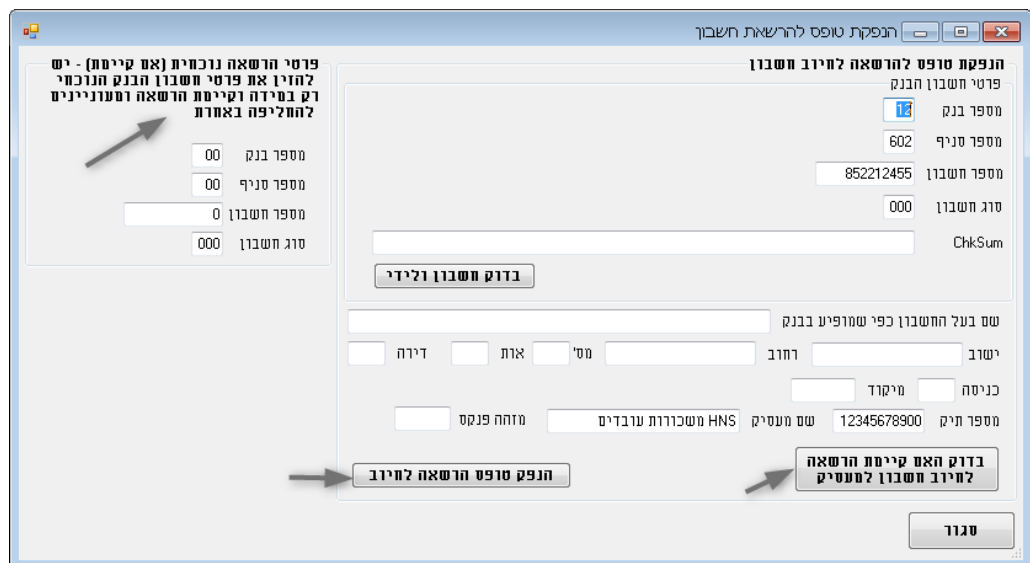 הנפקת טופס להרשאת חשבון
הנפקת טופס להרשאה לחיוב חשבון
פרטי חשבון הבנק
מספר בנק 12
מספר סניף 602
מספר חשבון 852212455
סוג חשבון 000
ChkSum
בדוק חשבון ולידי
שם בעל החשבון כפי שמופיע בבנק
ישוב רחוב מס' אות דירה
כניסה מיקוד
מספר תיק 12345678900 שם מעסיק HNS משכורות עובדים מזהה פנקס
בדוק האם קיימת הרשאה
לחיוב חשבון למעסיק
הנפק טופס הרשאה לחיוב
סגור
פרטי הרשאה נוכחית (אם קיימת) - יש
להזין את פרטי חשבון הבנק הנוכחי
רק במידה וקיימת הרשאה ומעוניינים
להחליפה באחרת
מספר בנק 00
מספר סניף 00
מספר חשבון 0
סוג חשבון 000